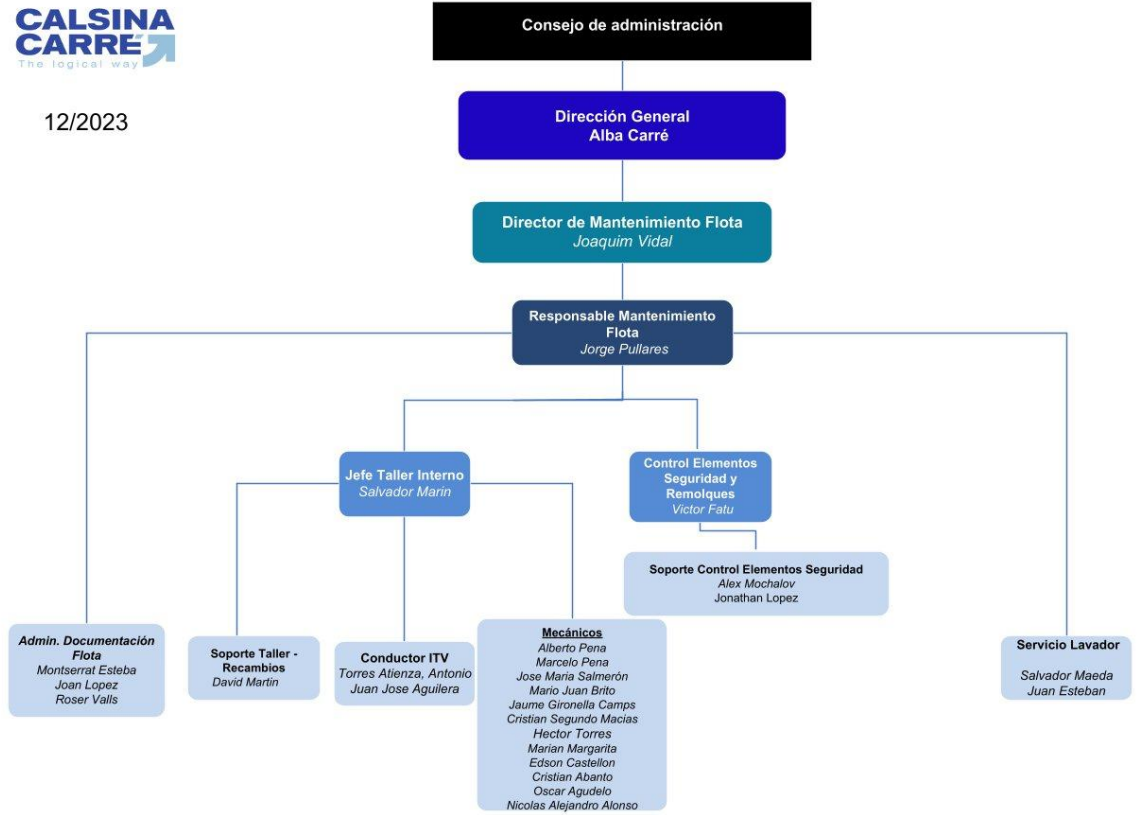 CALSINA
CARRÉ
The logical way
12/2023
Consejo de administración
Dirección General
Alba Carré
Director de Mantenimiento Flota
Joaquim Vidal
Responsable Mantenimiento
Flota
Jorge Pullares
Jefe Taller Interno
Salvador Marin
Control Elementos
Seguridad y
Remolques
Victor Fatu
Soporte Control Elementos Seguridad
Alex Mochalov
Jonathan Lopez
Admin. Documentación
Flota
Montserrat Esteba
Joan Lopez
Roser Valls
Soporte Taller -
Recambios
David Martin
Conductor ITV
Torres Atienza, Antonio
Juan Jose Aguilera
Mecánicos
Alberto Pena
Marcelo Pena
Jose Maria Salmerón
Mario Juan Brito
Jaume Gironella Camps
Cristian Segundo Macias
Hector Torres
Marian Margarita
Edson Castellon
Cristian Abanto
Oscar Agudelo
Nicolas Alejandro Alonso
Servicio Lavador
Salvador Maeda
Juan Esteban